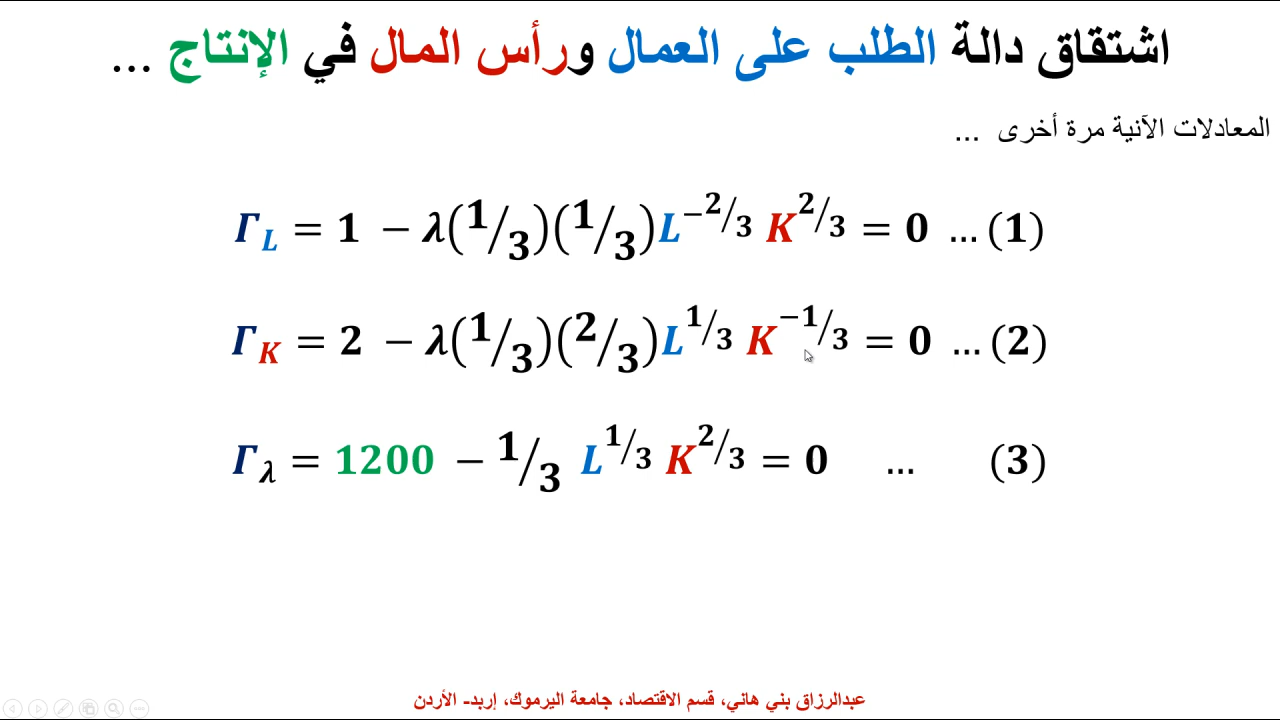 اشتقاق دالة الطلب على العمال ورأس المال في الإنتاج ...
المعادلات الآنية مرة أخرى ...
Γ_L = 1 − λ(1/3)(1/3)L^{−2/3} K^{2/3} = 0 ... (1)
Γ_K = 2 − λ(1/3)(2/3)L^{1/3} K^{−1/3} = 0 ... (2)
Γ_λ = 1200 − 1/3 L^{1/3} K^{2/3} = 0 ... (3)
عبدالرزاق بني هاني، قسم الاقتصاد، جامعة اليرموك، إربد- الأردن